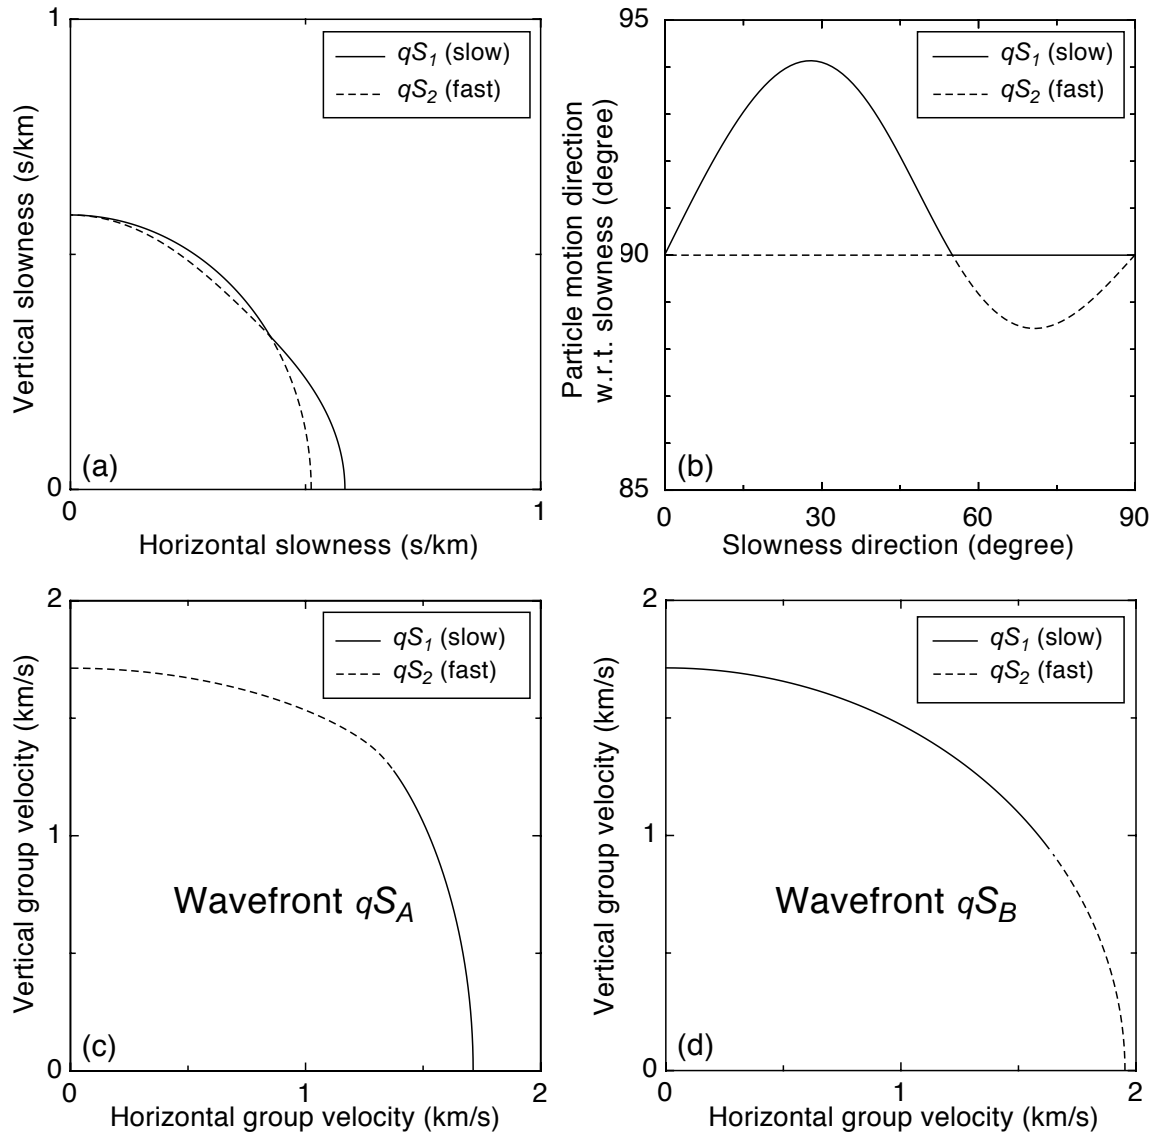 1
qS1 (slow)
qS2 (fast)
Vertical slowness (s/km)
(a)
0
0
1
Horizontal slowness (s/km)
95
qS1 (slow)
qS2 (fast)
Particle motion direction
w.r.t. slowness (degree)
90
(b)
85
0
30
60
90
Slowness direction (degree)
2
qS1 (slow)
qS2 (fast)
Vertical group velocity (km/s)
1
Wavefront qSA
(c)
0
0
1
2
Horizontal group velocity (km/s)
2
qS1 (slow)
qS2 (fast)
Vertical group velocity (km/s)
1
Wavefront qSB
(d)
0
0
1
2
Horizontal group velocity (km/s)